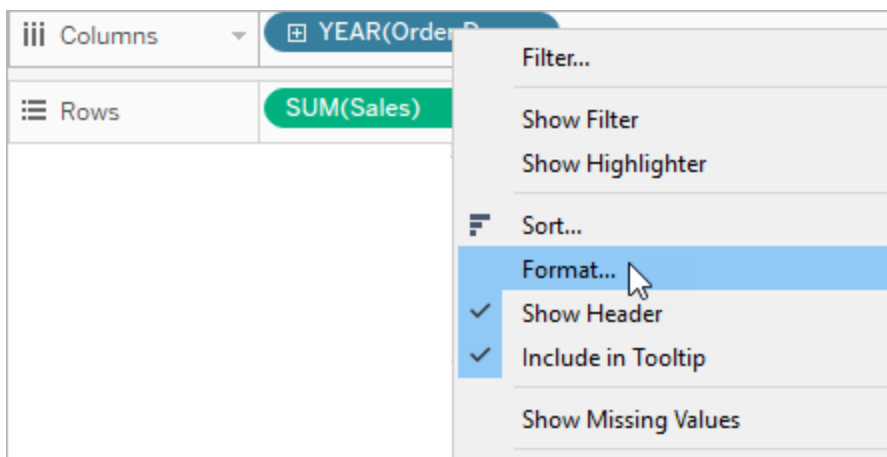 Columns
YEAR(Order
Rows
SUM(Sales)
Filter...
Show Filter
Show Highlighter
Sort...
Format...
Show Header
Include in Tooltip
Show Missing Values